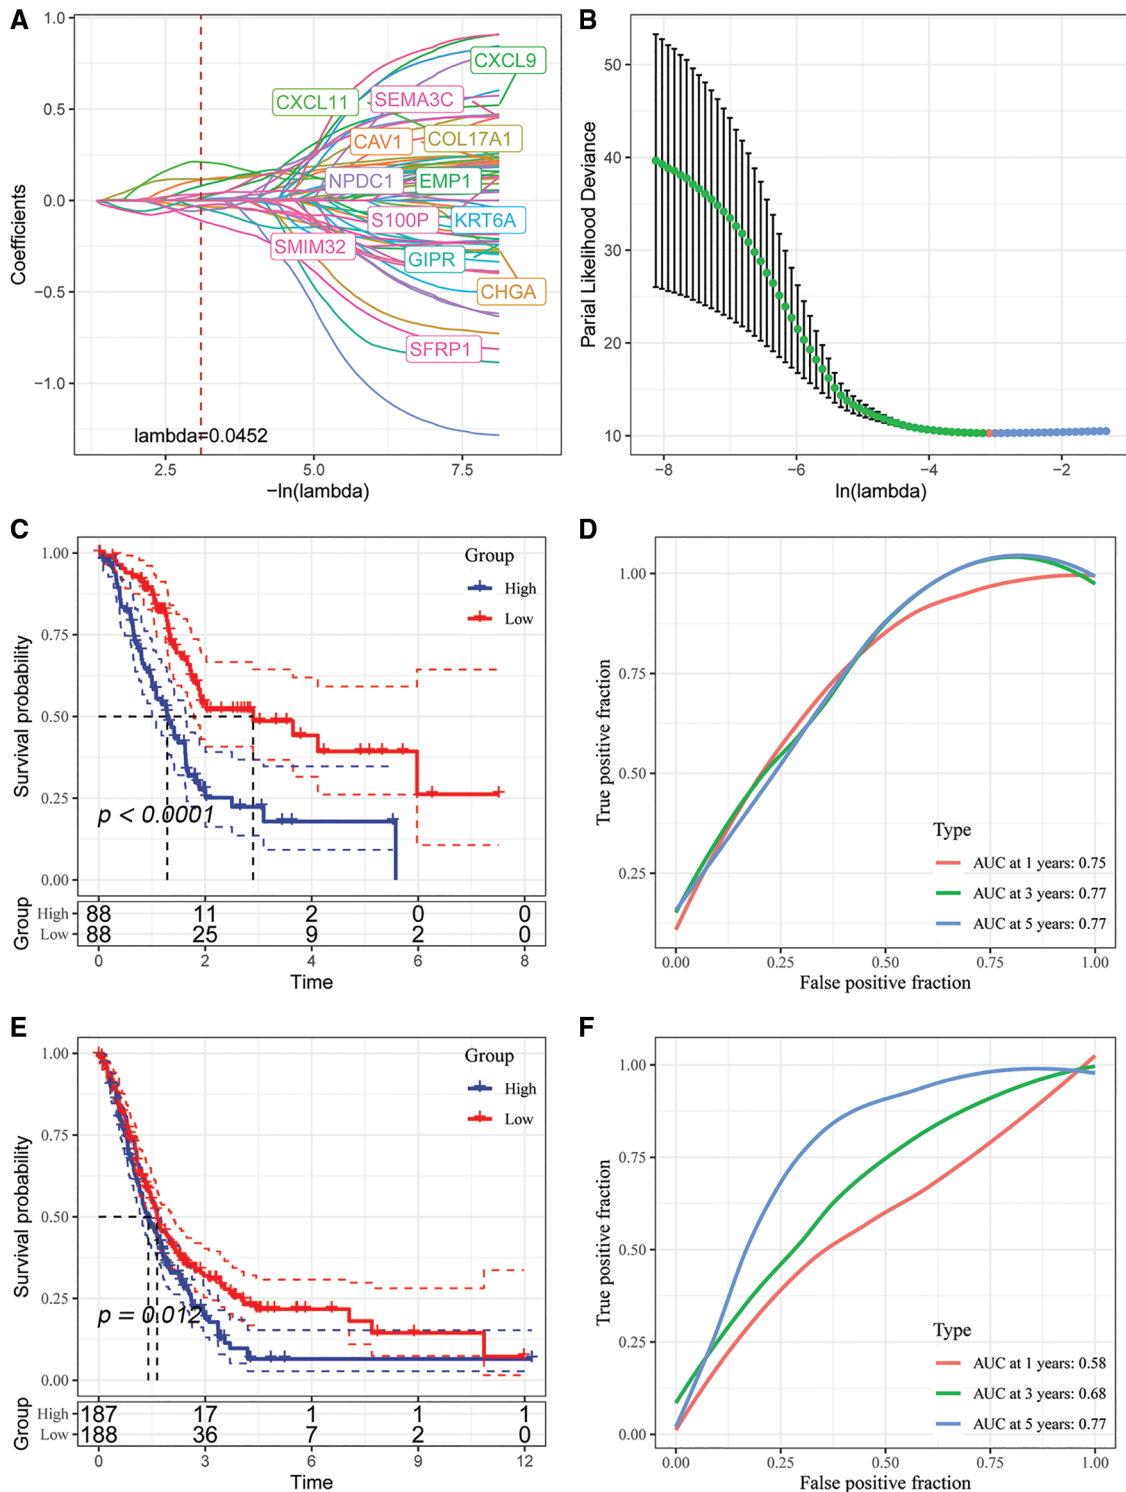 A
1.0
0.5
0.0
−0.5
−1.0
Coefficients
CXCL9
CXCL11
SEMA3C
CAV1
COL17A1
NPDC1
EMP1
S100P
KRT6A
SMIM32
GIPR
CHGA
SFRP1
lambda=0.0452
2.5 5.0 7.5
−ln(lambda)
B
50
40
30
20
10
Parial Likelihood Deviance
−8 −6 −4 −2
ln(lambda)
C
1.00
0.75
0.50
0.25
0.00
Survival probability
Group
High
Low
p < 0.0001
Group
High 88 11 2 0 0
Low 88 25 9 2 0
0 2 4 6 8
Time
D
1.00
0.75
0.50
0.25
True positive fraction
Type
AUC at 1 years: 0.75
AUC at 3 years: 0.77
AUC at 5 years: 0.77
0.00 0.25 0.50 0.75 1.00
False positive fraction
E
1.00
0.75
0.50
0.25
0.00
Survival probability
Group
High
Low
p = 0.012
Group
High 187 17 1 1 1
Low 188 36 7 2 0
0 3 6 9 12
Time
F
1.00
0.75
0.50
0.25
0.00
True positive fraction
Type
AUC at 1 years: 0.58
AUC at 3 years: 0.68
AUC at 5 years: 0.77
0.00 0.25 0.50 0.75 1.00
False positive fraction